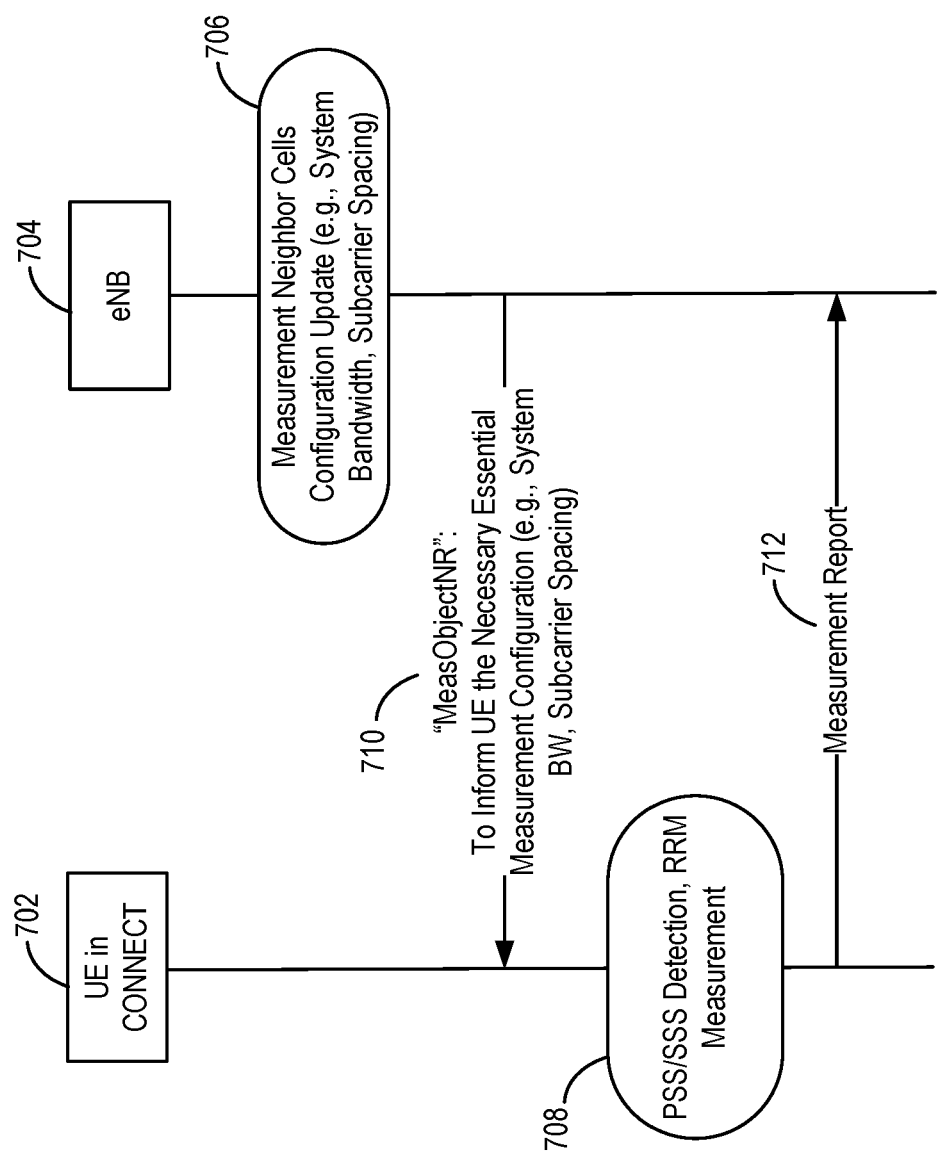 702
UE in
CONNECT
704
eNB
706
Measurement Neighbor Cells
Configuration Update (e.g., System
Bandwidth, Subcarrier Spacing)
710
“MeasObjectNR”:
To Inform UE the Necessary Essential
Measurement Configuration (e.g., System
BW, Subcarrier Spacing)
708
PSS/SSS Detection, RRM
Measurement
712
Measurement Report